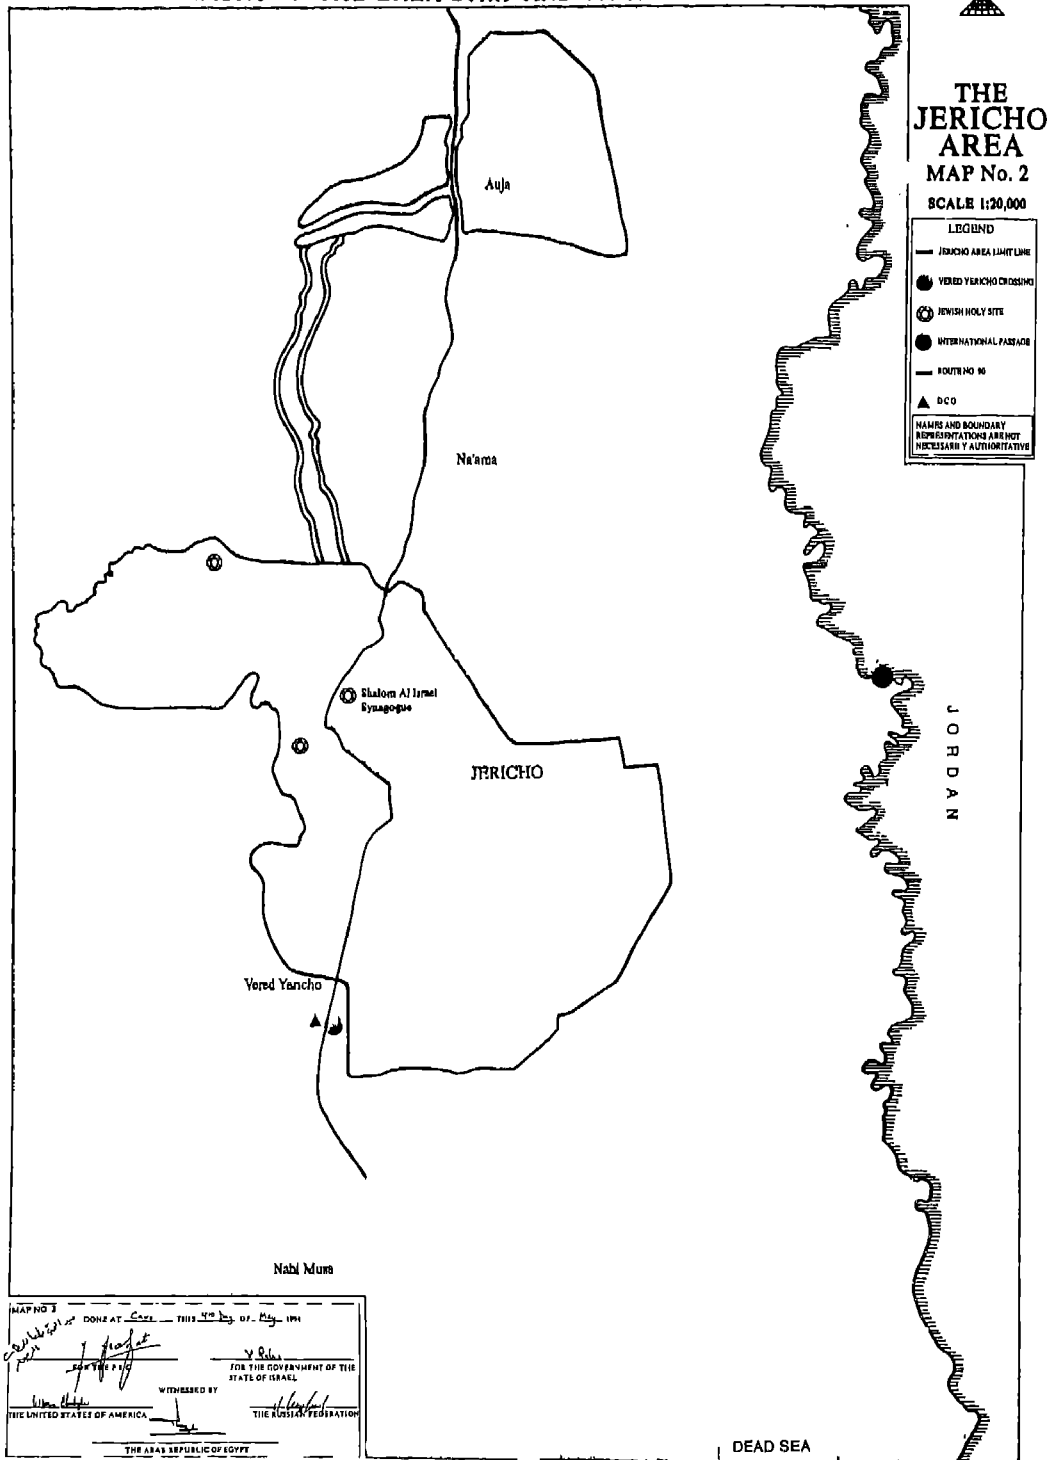 THE
JERICHO
AREA
MAP No. 2
SCALE 1:20,000
LEGEND
JERICHO AREA LIMIT LINE
VERED YERICHO CROSSING
JEWISH HOLY SITE
INTERNATIONAL PASSAGE
ROUTE NO 90
DCO
NAMES AND BOUNDARY
REPRESENTATIONS ARE NOT
NECESSARILY AUTHORITATIVE
Auja
Na'ama
Shalom Al Israel
Synagogue
JERICHO
JORDAN
Vered Yericho
Nabi Musa
MAP NO 2
DONE AT Cairo THIS 4th Day OF May 1994
FOR THE PLO
FOR THE GOVERNMENT OF THE
STATE OF ISRAEL
WITNESSED BY
THE UNITED STATES OF AMERICA
THE RUSSIAN FEDERATION
THE ARAB REPUBLIC OF EGYPT
DEAD SEA